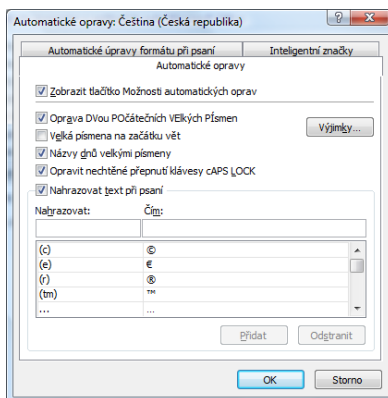 Automatické opravy: Čeština (Česká republika)
Automatické úpravy formátu při psaní
Inteligentní značky
Automatické opravy
Zobrazit tlačítko Možnosti automatických oprav
Oprava DVou POčátečních VElkých PÍsmen
Výjimky...
Velká písmena na začátku vět
Názvy dnů velkými písmeny
Opravit nechtěné přepnutí klávesy cAPS LOCK
Nahrazovat text při psaní
Nahrazovat: Čím:
(c) ©
(e) €
(r) ®
(tm) ™
... ...
Přidat Odstranit
OK Storno